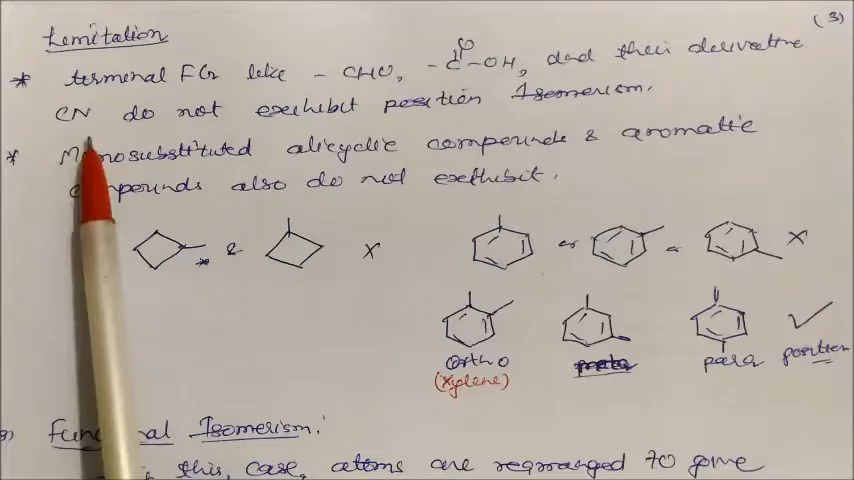 (3)
Limitation
* terminal FG like - CHO, -C-OH, and their derivative
O
CN do not exhibit position Isomerism.
* Monosubstituted alicyclic compounds & aromatic
compounds also do not exhibit.
* & X or or X
ortho meta para position
(xylene)
3) Functional Isomerism:
this, case, atoms are rearranged to give